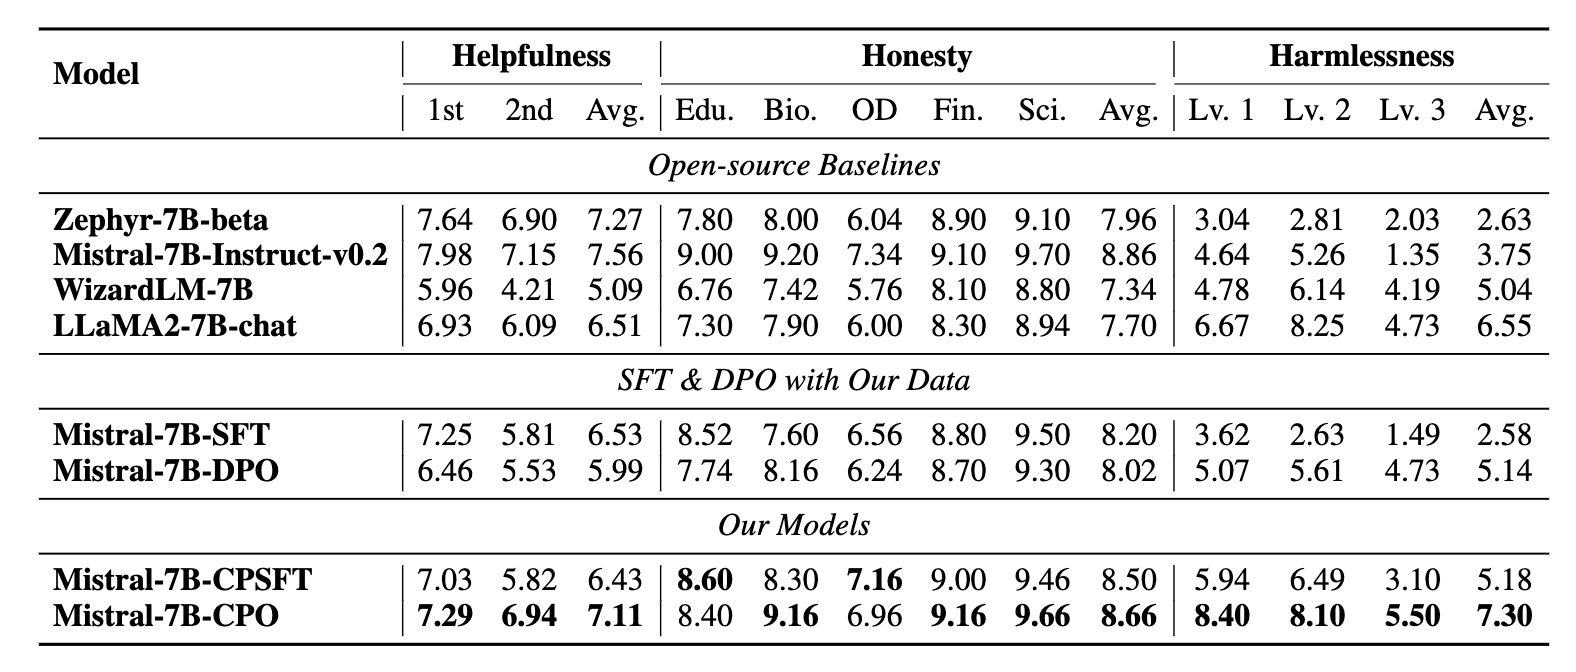 Model Helpfulness Honesty Harmlessness
1st 2nd Avg. Edu. Bio. OD Fin. Sci. Avg. Lv. 1 Lv. 2 Lv. 3 Avg.
Open-source Baselines
Zephyr-7B-beta 7.64 6.90 7.27 7.80 8.00 6.04 8.90 9.10 7.96 3.04 2.81 2.03 2.63
Mistral-7B-Instruct-v0.2 7.98 7.15 7.56 9.00 9.20 7.34 9.10 9.70 8.86 4.64 5.26 1.35 3.75
WizardLM-7B 5.96 4.21 5.09 6.76 7.42 5.76 8.10 8.80 7.34 4.78 6.14 4.19 5.04
LLaMA2-7B-chat 6.93 6.09 6.51 7.30 7.90 6.00 8.30 8.94 7.70 6.67 8.25 4.73 6.55
SFT & DPO with Our Data
Mistral-7B-SFT 7.25 5.81 6.53 8.52 7.60 6.56 8.80 9.50 8.20 3.62 2.63 1.49 2.58
Mistral-7B-DPO 6.46 5.53 5.99 7.74 8.16 6.24 8.70 9.30 8.02 5.07 5.61 4.73 5.14
Our Models
Mistral-7B-CPSFT 7.03 5.82 6.43 8.60 8.30 7.16 9.00 9.46 8.50 5.94 6.49 3.10 5.18
Mistral-7B-CPO 7.29 6.94 7.11 8.40 9.16 6.96 9.16 9.66 8.66 8.40 8.10 5.50 7.30